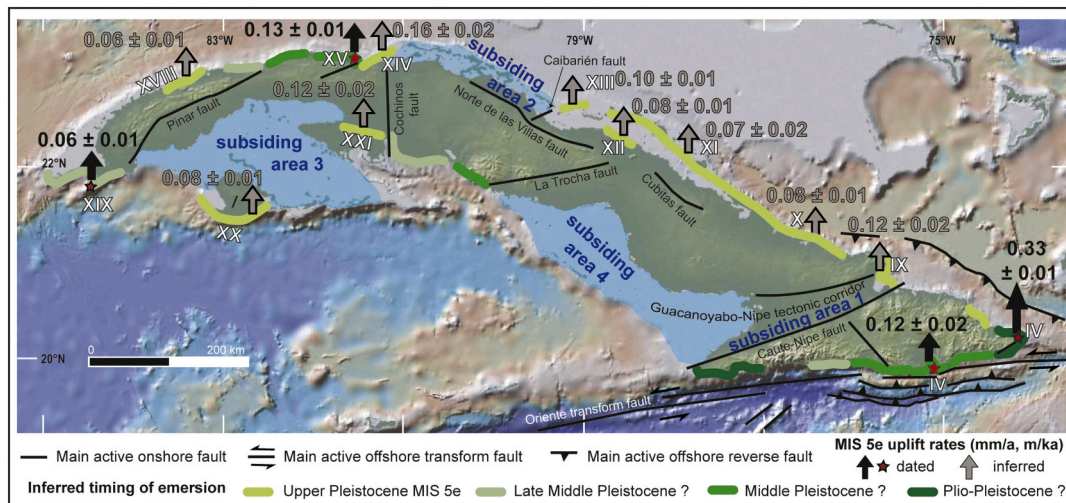 83°W
79°W
75°W
0.06 ± 0.01
XVIII
0.13 ± 0.01
XV
0.16 ± 0.02
XIV
subsiding
area 2
Caibarién fault
XIII
0.10 ± 0.01
Pinar fault
0.12 ± 0.02
XXI
Cochinos
fault
Norte de las Villas fault
0.08 ± 0.01
XII
0.07 ± 0.02
XI
0.06 ± 0.01
22°N
XIX
subsiding
area 3
0.08 ± 0.01
XX
La Trocha fault
Cubitas fault
0.08 ± 0.01
X
0.12 ± 0.02
IX
0.33
± 0.01
IV
subsiding
area 4
Guacanoyabo-Nipe tectonic corridor
subsiding area 1
Caute-Nipe fault
0.12 ± 0.02
IV
0
200 km
20°N
Oriente transform fault
Main active onshore fault
Main active offshore transform fault
Main active offshore reverse fault
MIS 5e uplift rates (mm/a, m/ka)
dated
inferred
Inferred timing of emersion
Upper Pleistocene MIS 5e
Late Middle Pleistocene ?
Middle Pleistocene ?
Plio-Pleistocene ?